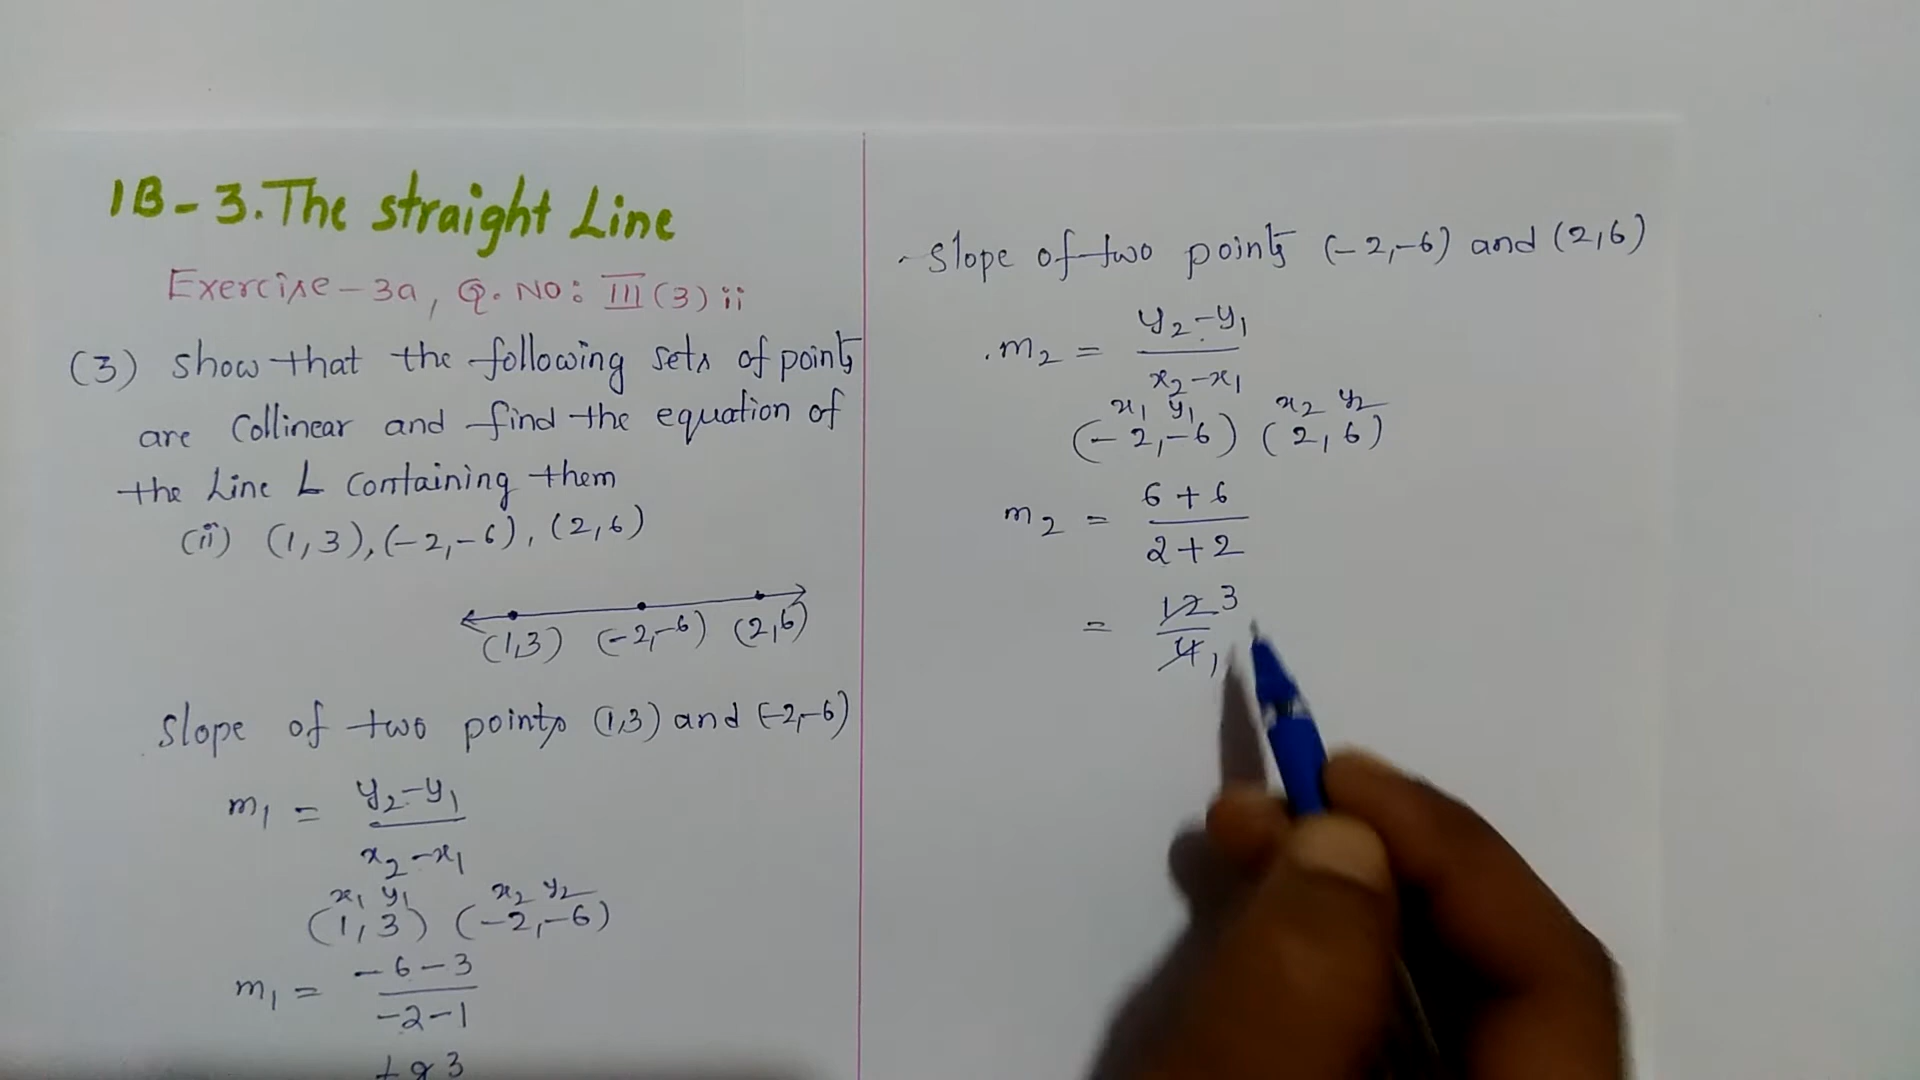 1B-3. The Straight Line
Exercise-3a, Q. NO: III (3) ii
(3) show that the following sets of points
are Collinear and find the equation of
the Line L containing them
(ii) (1,3), (-2,-6), (2,6)
(1,3) (-2,-6) (2,6)
Slope of two points (1,3) and (-2,-6)
m1 = y2-y1
x2-x1
x1 y1 x2 y2
(1,3) (-2,-6)
m1 = -6-3
-2-1
Slope of two points (-2,-6) and (2,6)
m2 = y2-y1
x2-x1
x1 y1 x2 y2
(-2,-6) (2,6)
m2 = 6+6
2+2
= 12 3
4 1